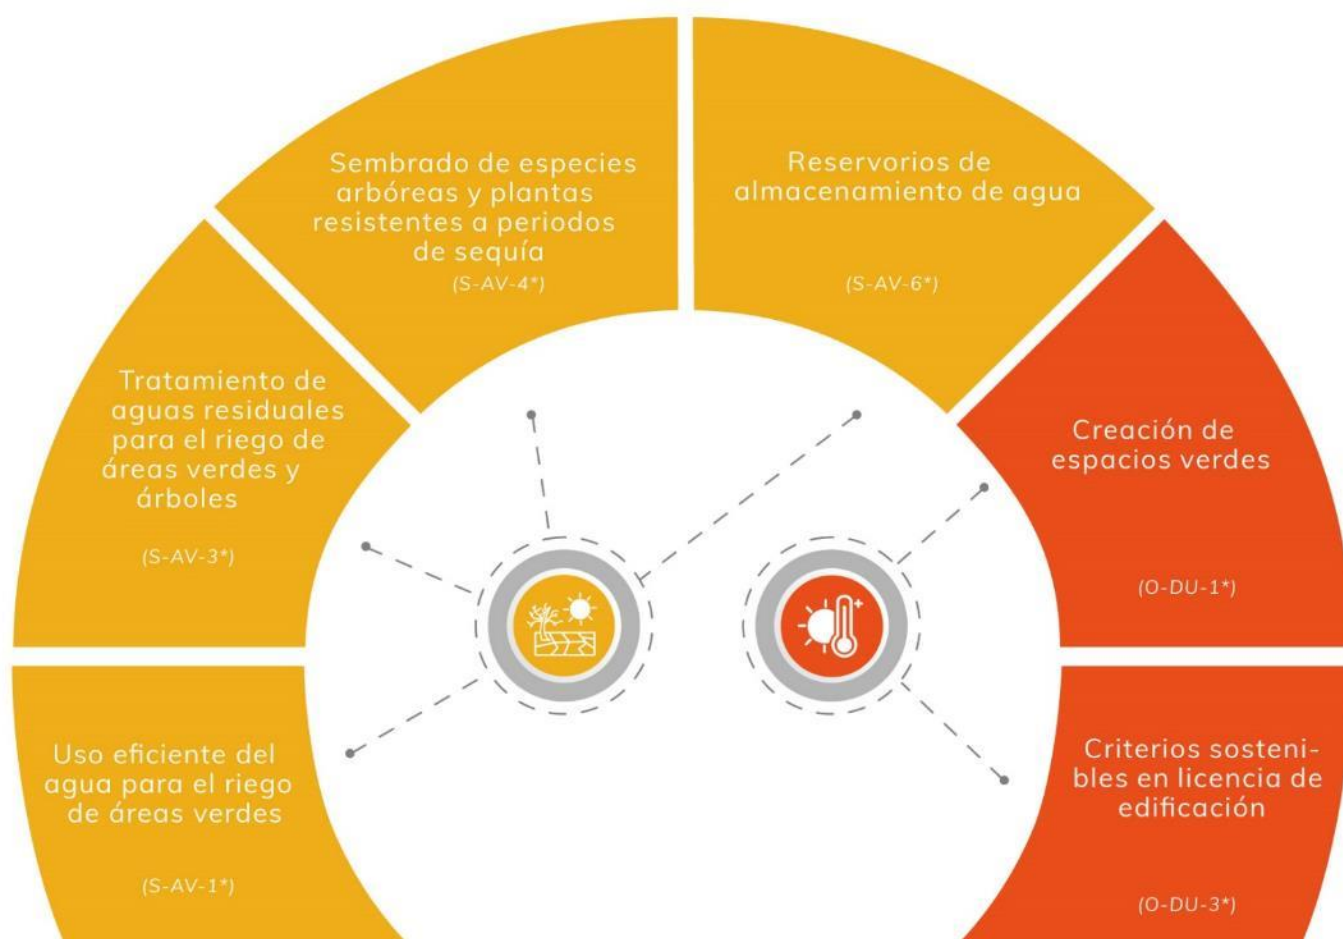 Sembrado de especies
arbóreas y plantas
resistentes a periodos
de sequía
(S-AV-4*)
Reservorios de
almacenamiento de agua
(S-AV-6*)
Tratamiento de
aguas residuales
para el riego de
áreas verdes y
árboles
(S-AV-3*)
Creación de
espacios verdes
(O-DU-1*)
Uso eficiente del
agua para el riego
de áreas verdes
(S-AV-1*)
Criterios sosteni-
bles en licencia de
edificación
(O-DU-3*)